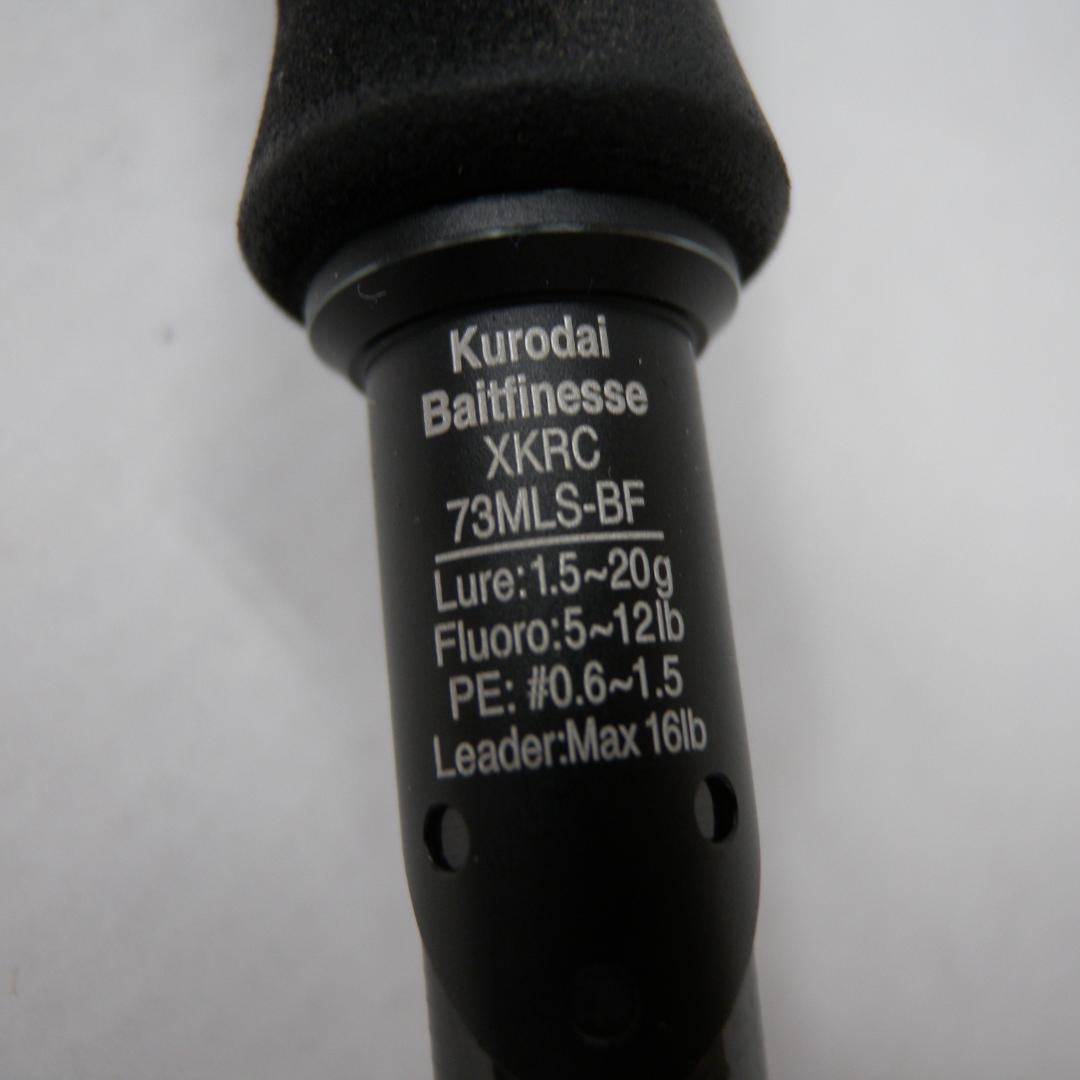 Kurodai
Baitfinesse
XKRC
73MLS-BF
Lure:1.5~20g
Fluoro:5~12lb
PE: #0.6~1.5
Leader:Max 16lb